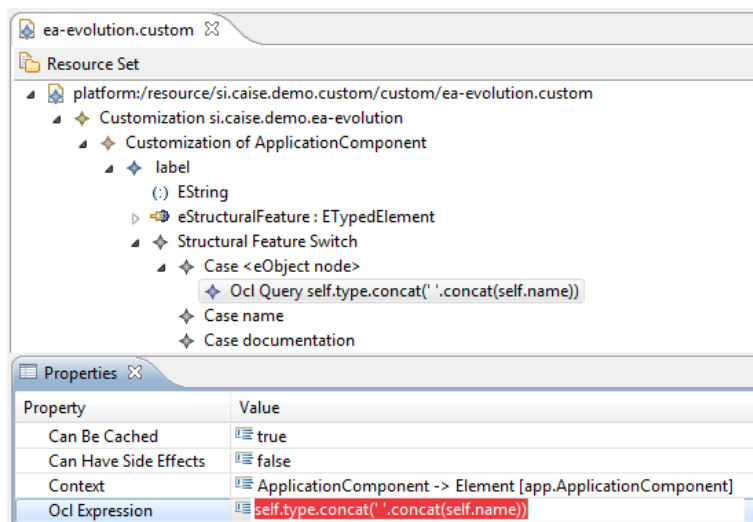 ea-evolution.custom
Resource Set
platform:/resource/si.caise.demo.custom/custom/ea-evolution.custom
Customization si.caise.demo.ea-evolution
Customization of ApplicationComponent
label
(:) EString
eStructuralFeature : ETypedElement
Structural Feature Switch
Case <eObject node>
Ocl Query self.type.concat(' '.concat(self.name))
Case name
Case documentation
Properties
Property Value
Can Be Cached true
Can Have Side Effects false
Context ApplicationComponent -> Element [app.ApplicationComponent]
Ocl Expression self.type.concat(' '.concat(self.name))